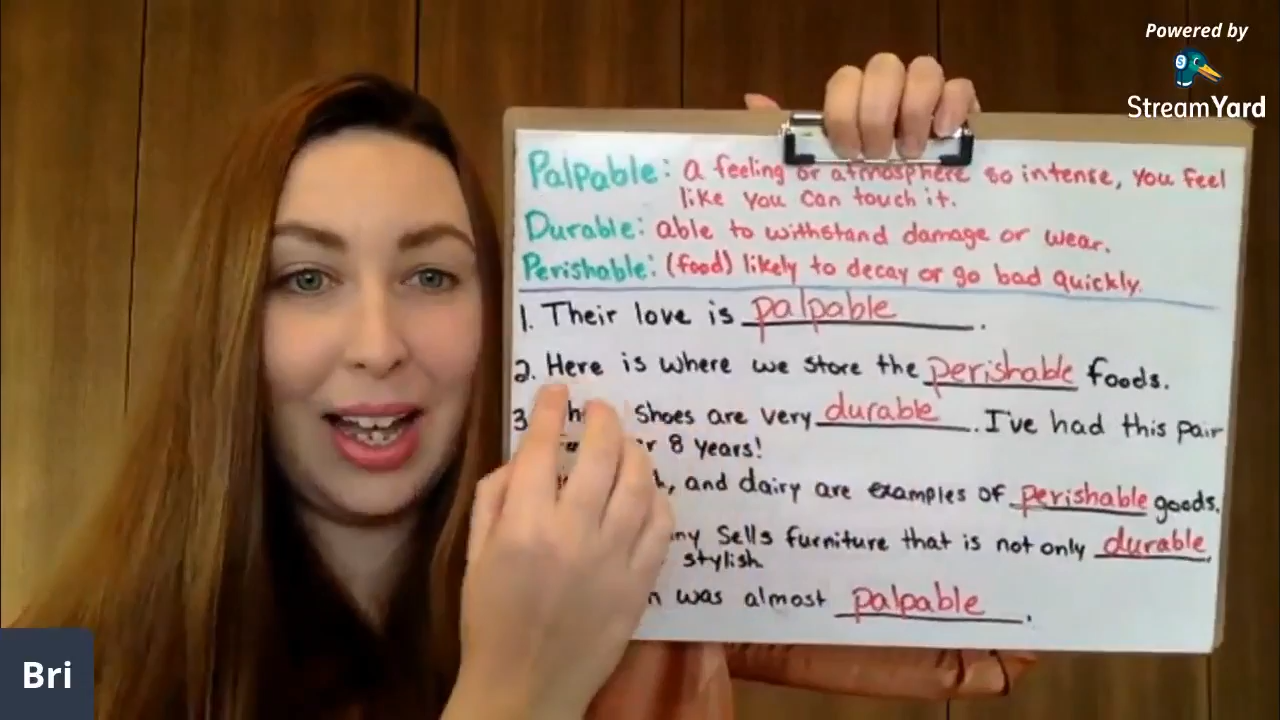 Powered by
StreamYard
Palpable: a feeling or atmosphere so intense, you feel
like you can touch it.
Durable: able to withstand damage or wear.
Perishable: (food) likely to decay or go bad quickly.
1. Their love is palpable.
2. Here is where we store the perishable foods.
3 shoes are very durable. I've had this pair
8 years!
, and dairy are examples of perishable goods.
sells furniture that is not only durable
stylish
was almost palpable.
Bri